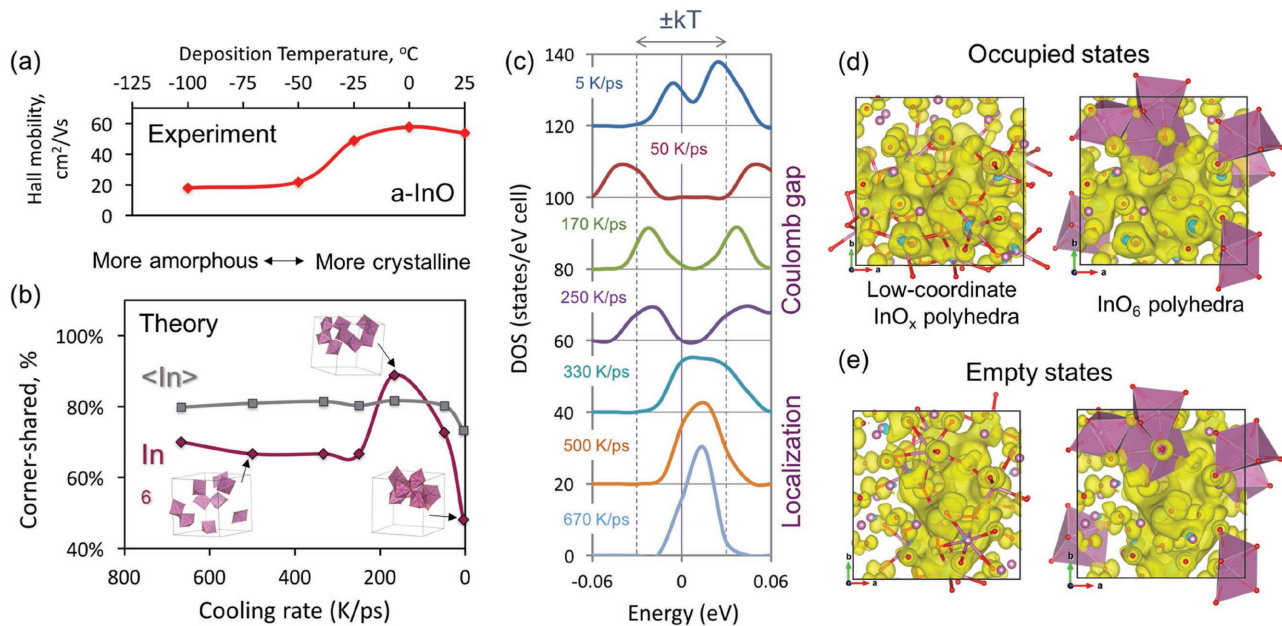 (a)
Deposition Temperature, °C
-125 -100 -75 -50 -25 0 25
Hall mobility,
cm²/Vs
60
40
20
0
Experiment
a-InO
More amorphous ↔ More crystalline
(b)
Corner-shared, %
100%
80%
60%
40%
Theory
<In>
In
6
800 600 400 200 0
Cooling rate (K/ps)
(c)
±kT
DOS (states/eV cell)
140
120
100
80
60
40
20
0
5 K/ps
50 K/ps
170 K/ps
250 K/ps
330 K/ps
500 K/ps
670 K/ps
Coulomb gap
Localization
-0.06 0 0.06
Energy (eV)
(d)
Occupied states
b
a
b
a
Low-coordinate
InOₓ polyhedra
InO₆ polyhedra
(e)
Empty states
b
a
b
a